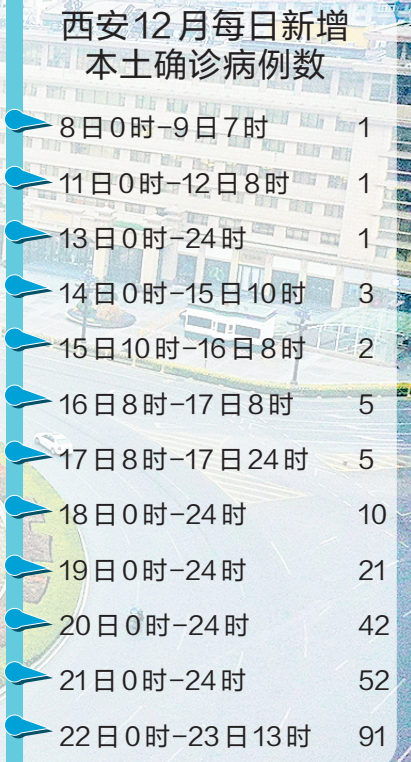 西安12月每日新增
本土确诊病例数
8日0时-9日7时 1
11日0时-12日8时 1
13日0时-24时 1
14日0时-15日10时 3
15日10时-16日8时 2
16日8时-17日8时 5
17日8时-17日24时 5
18日0时-24时 10
19日0时-24时 21
20日0时-24时 42
21日0时-24时 52
22日0时-23日13时 91